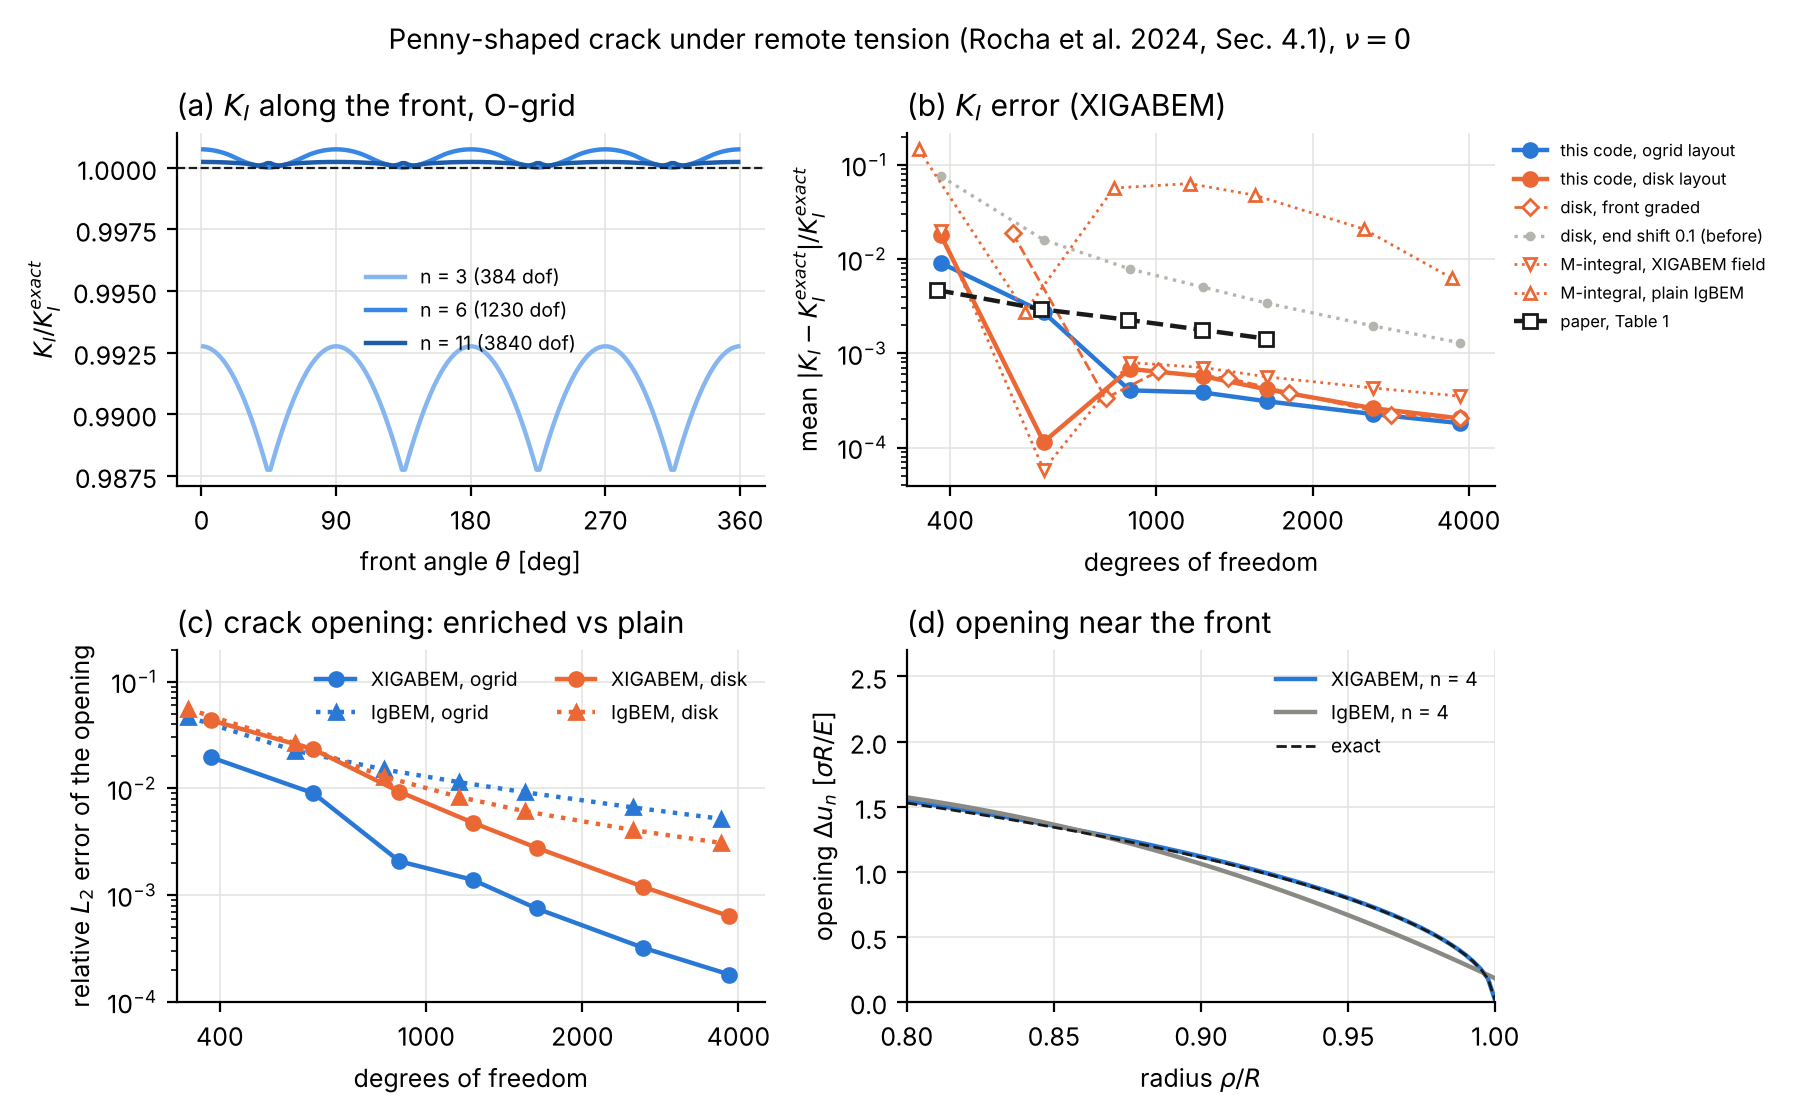 Penny-shaped crack under remote tension (Rocha et al. 2024, Sec. 4.1), ν = 0
(a) K_I along the front, O-grid
K_I/K_I^exact
1.0000
0.9975
0.9950
0.9925
0.9900
0.9875
n = 3 (384 dof)
n = 6 (1230 dof)
n = 11 (3840 dof)
0 90 180 270 360
front angle θ [deg]
(b) K_I error (XIGABEM)
mean |K_I − K_I^exact|/K_I^exact
10⁻¹
10⁻²
10⁻³
10⁻⁴
400 1000 2000 4000
degrees of freedom
this code, ogrid layout
this code, disk layout
disk, front graded
disk, end shift 0.1 (before)
M-integral, XIGABEM field
M-integral, plain IgBEM
paper, Table 1
(c) crack opening: enriched vs plain
relative L₂ error of the opening
10⁻¹
10⁻²
10⁻³
10⁻⁴
XIGABEM, ogrid
IgBEM, ogrid
XIGABEM, disk
IgBEM, disk
400 1000 2000 4000
degrees of freedom
(d) opening near the front
opening Δu_n [σR/E]
2.5
2.0
1.5
1.0
0.5
0.0
XIGABEM, n = 4
IgBEM, n = 4
exact
0.80 0.85 0.90 0.95 1.00
radius ρ/R